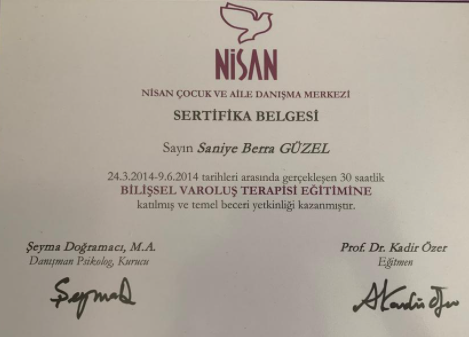 NİSAN
NİSAN ÇOCUK VE AİLE DANIŞMA MERKEZİ
SERTİFİKA BELGESİ
Sayın Saniye Berra GÜZEL
24.3.2014-9.6.2014 tarihleri arasında gerçekleşen 30 saatlik
BİLİŞSEL VAROLUŞ TERAPİSİ EĞİTİMİNE
katılmış ve temel beceri yetkinliği kazanmıştır.
Şeyma Doğramacı, M.A.
Danışman Psikolog, Kurucu
Prof. Dr. Kadir Özer
Eğitmen